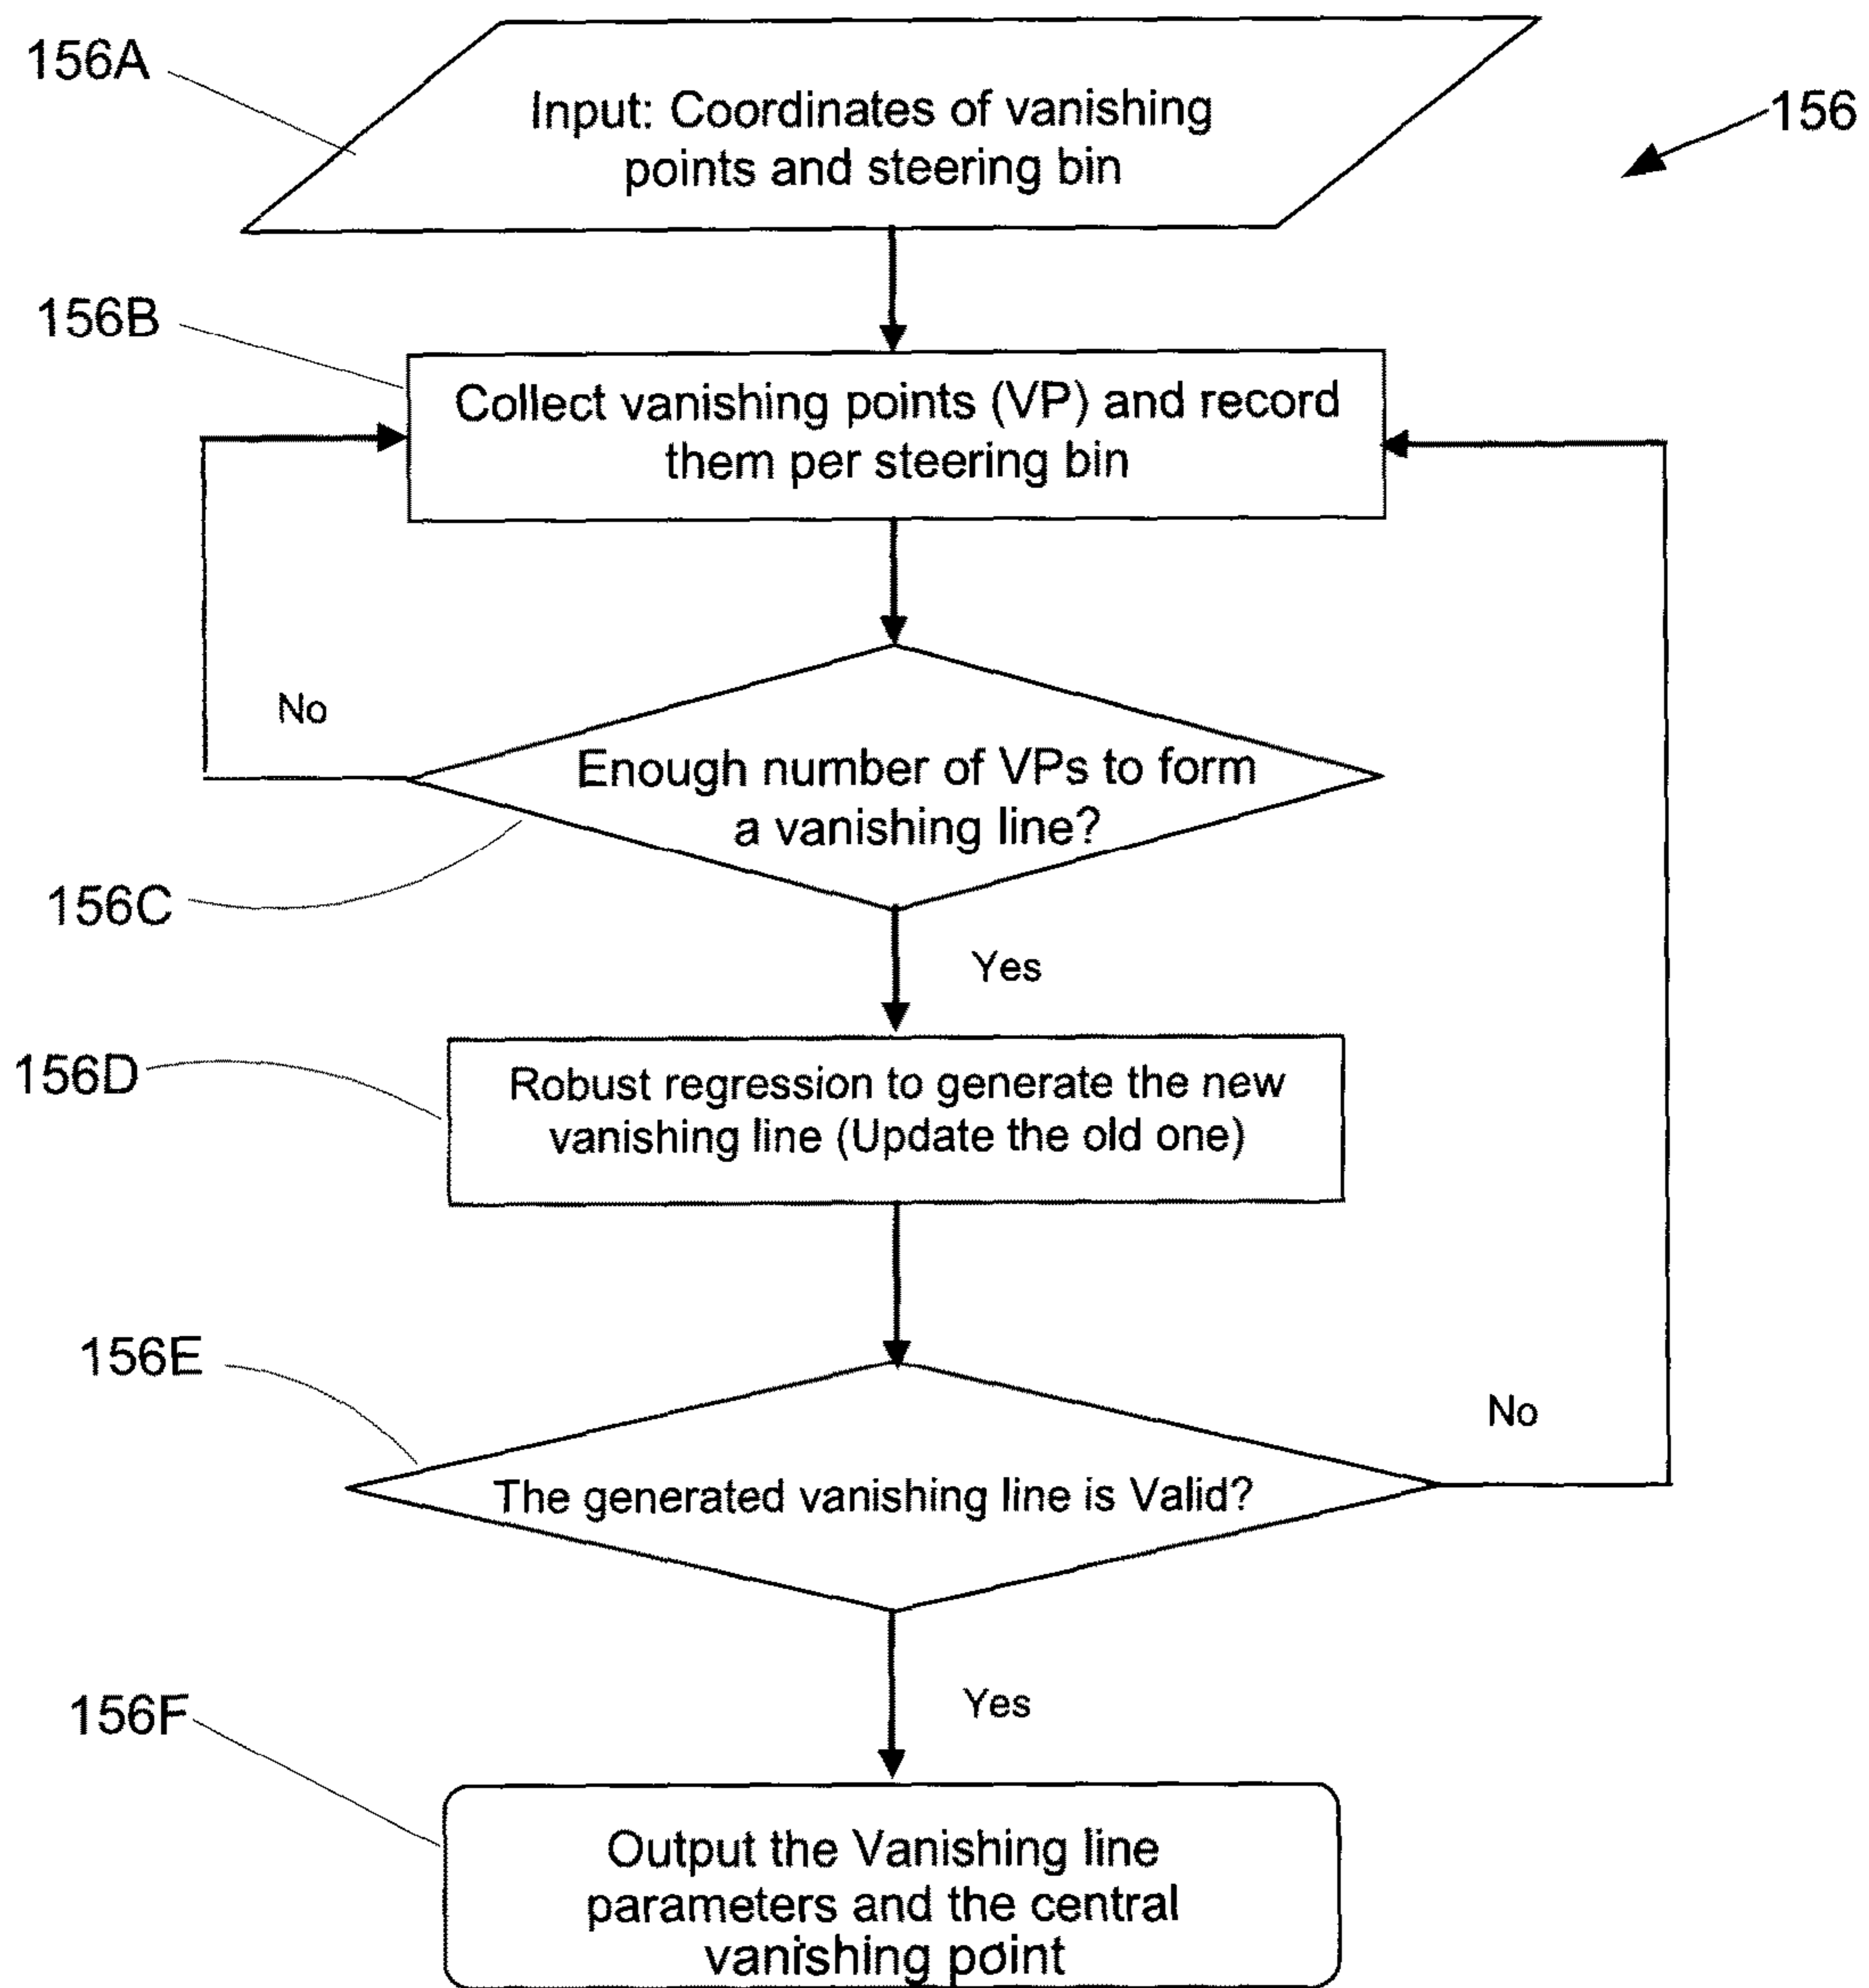 156A
Input: Coordinates of vanishing
points and steering bin
156
156B
Collect vanishing points (VP) and record
them per steering bin
No
Enough number of VPs to form
a vanishing line?
156C
Yes
156D
Robust regression to generate the new
vanishing line (Update the old one)
156E
No
The generated vanishing line is Valid?
Yes
156F
Output the Vanishing line
parameters and the central
vanishing point